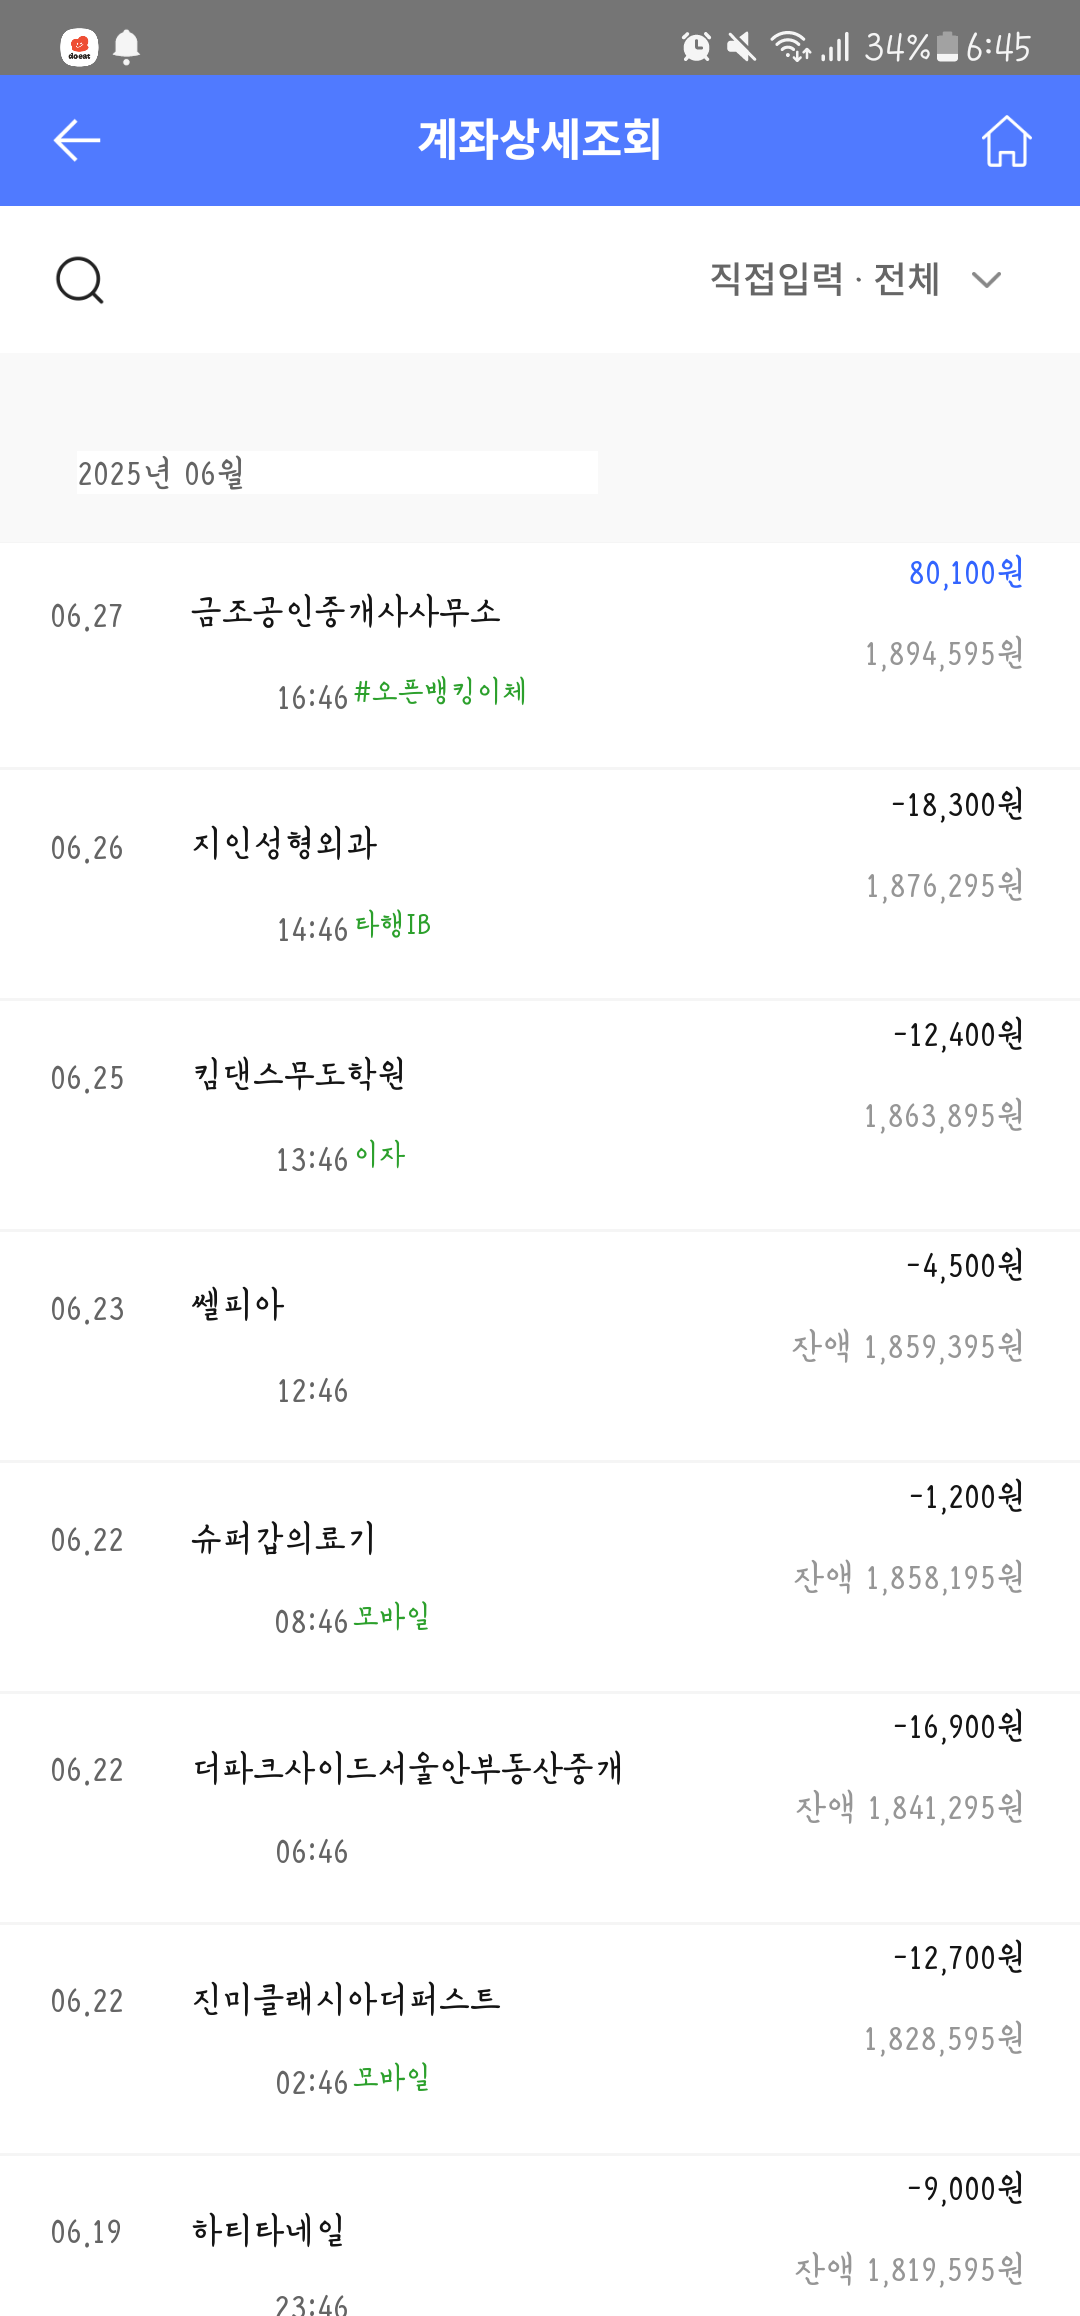 doeat
34% 6:45
계좌상세조회
직접입력 · 전체
2025년 06월
80,100원
06.27 금조공인중개사사무소
1,894,595원
16:46 #오픈뱅킹이체
-18,300원
06.26 지인성형외과
1,876,295원
14:46 타행IB
-12,400원
06.25 킴댄스무도학원
1,863,895원
13:46 이자
-4,500원
06.23 쎌피아
잔액 1,859,395원
12:46
-1,200원
06.22 슈퍼갑의료기
잔액 1,858,195원
08:46 모바일
-16,900원
06.22 더파크사이드서울안부동산중개
잔액 1,841,295원
06:46
-12,700원
06.22 진미클래시아더퍼스트
1,828,595원
02:46 모바일
-9,000원
06.19 하티타네일
잔액 1,819,595원
23:46